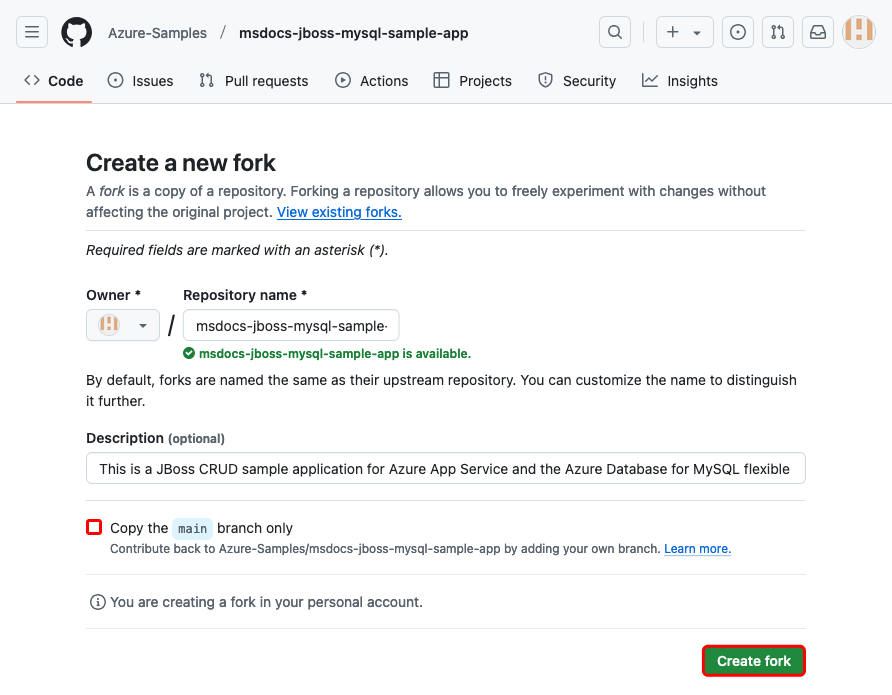 Azure-Samples / msdocs-jboss-mysql-sample-app
Code Issues Pull requests Actions Projects Security Insights
Create a new fork
A fork is a copy of a repository. Forking a repository allows you to freely experiment with changes without
affecting the original project. View existing forks.
Required fields are marked with an asterisk (*).
Owner * Repository name *
/ msdocs-jboss-mysql-sample-
msdocs-jboss-mysql-sample-app is available.
By default, forks are named the same as their upstream repository. You can customize the name to distinguish
it further.
Description (optional)
This is a JBoss CRUD sample application for Azure App Service and the Azure Database for MySQL flexible
Copy the main branch only
Contribute back to Azure-Samples/msdocs-jboss-mysql-sample-app by adding your own branch. Learn more.
You are creating a fork in your personal account.
Create fork